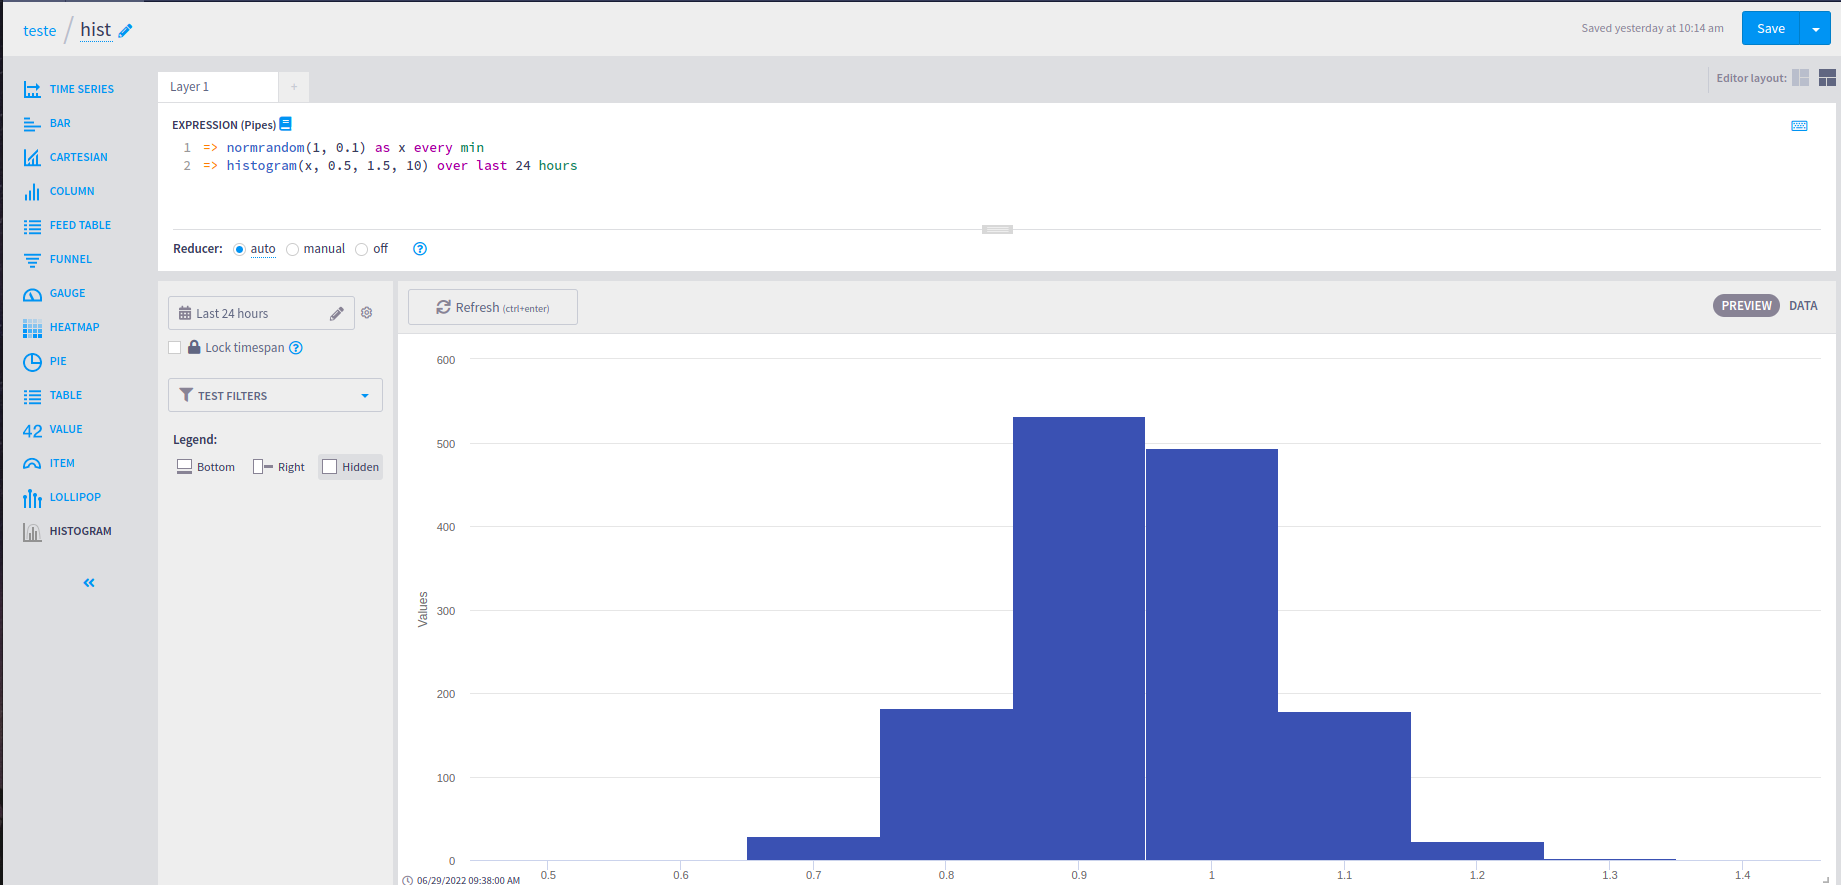 teste / hist
Saved yesterday at 10:14 am
Save
TIME SERIES
BAR
CARTESIAN
COLUMN
FEED TABLE
FUNNEL
GAUGE
HEATMAP
PIE
TABLE
42 VALUE
ITEM
LOLLIPOP
HISTOGRAM
«
Layer 1
+
Editor layout:
EXPRESSION (Pipes)
1 => normrandom(1, 0.1) as x every min
2 => histogram(x, 0.5, 1.5, 10) over last 24 hours
Reducer: auto manual off ?
Last 24 hours
Lock timespan ?
TEST FILTERS
Legend:
Bottom Right Hidden
Refresh (ctrl+enter)
PREVIEW DATA
600
500
400
300
200
100
0
Values
0.5 0.6 0.7 0.8 0.9 1 1.1 1.2 1.3 1.4
06/29/2022 09:38:00 AM